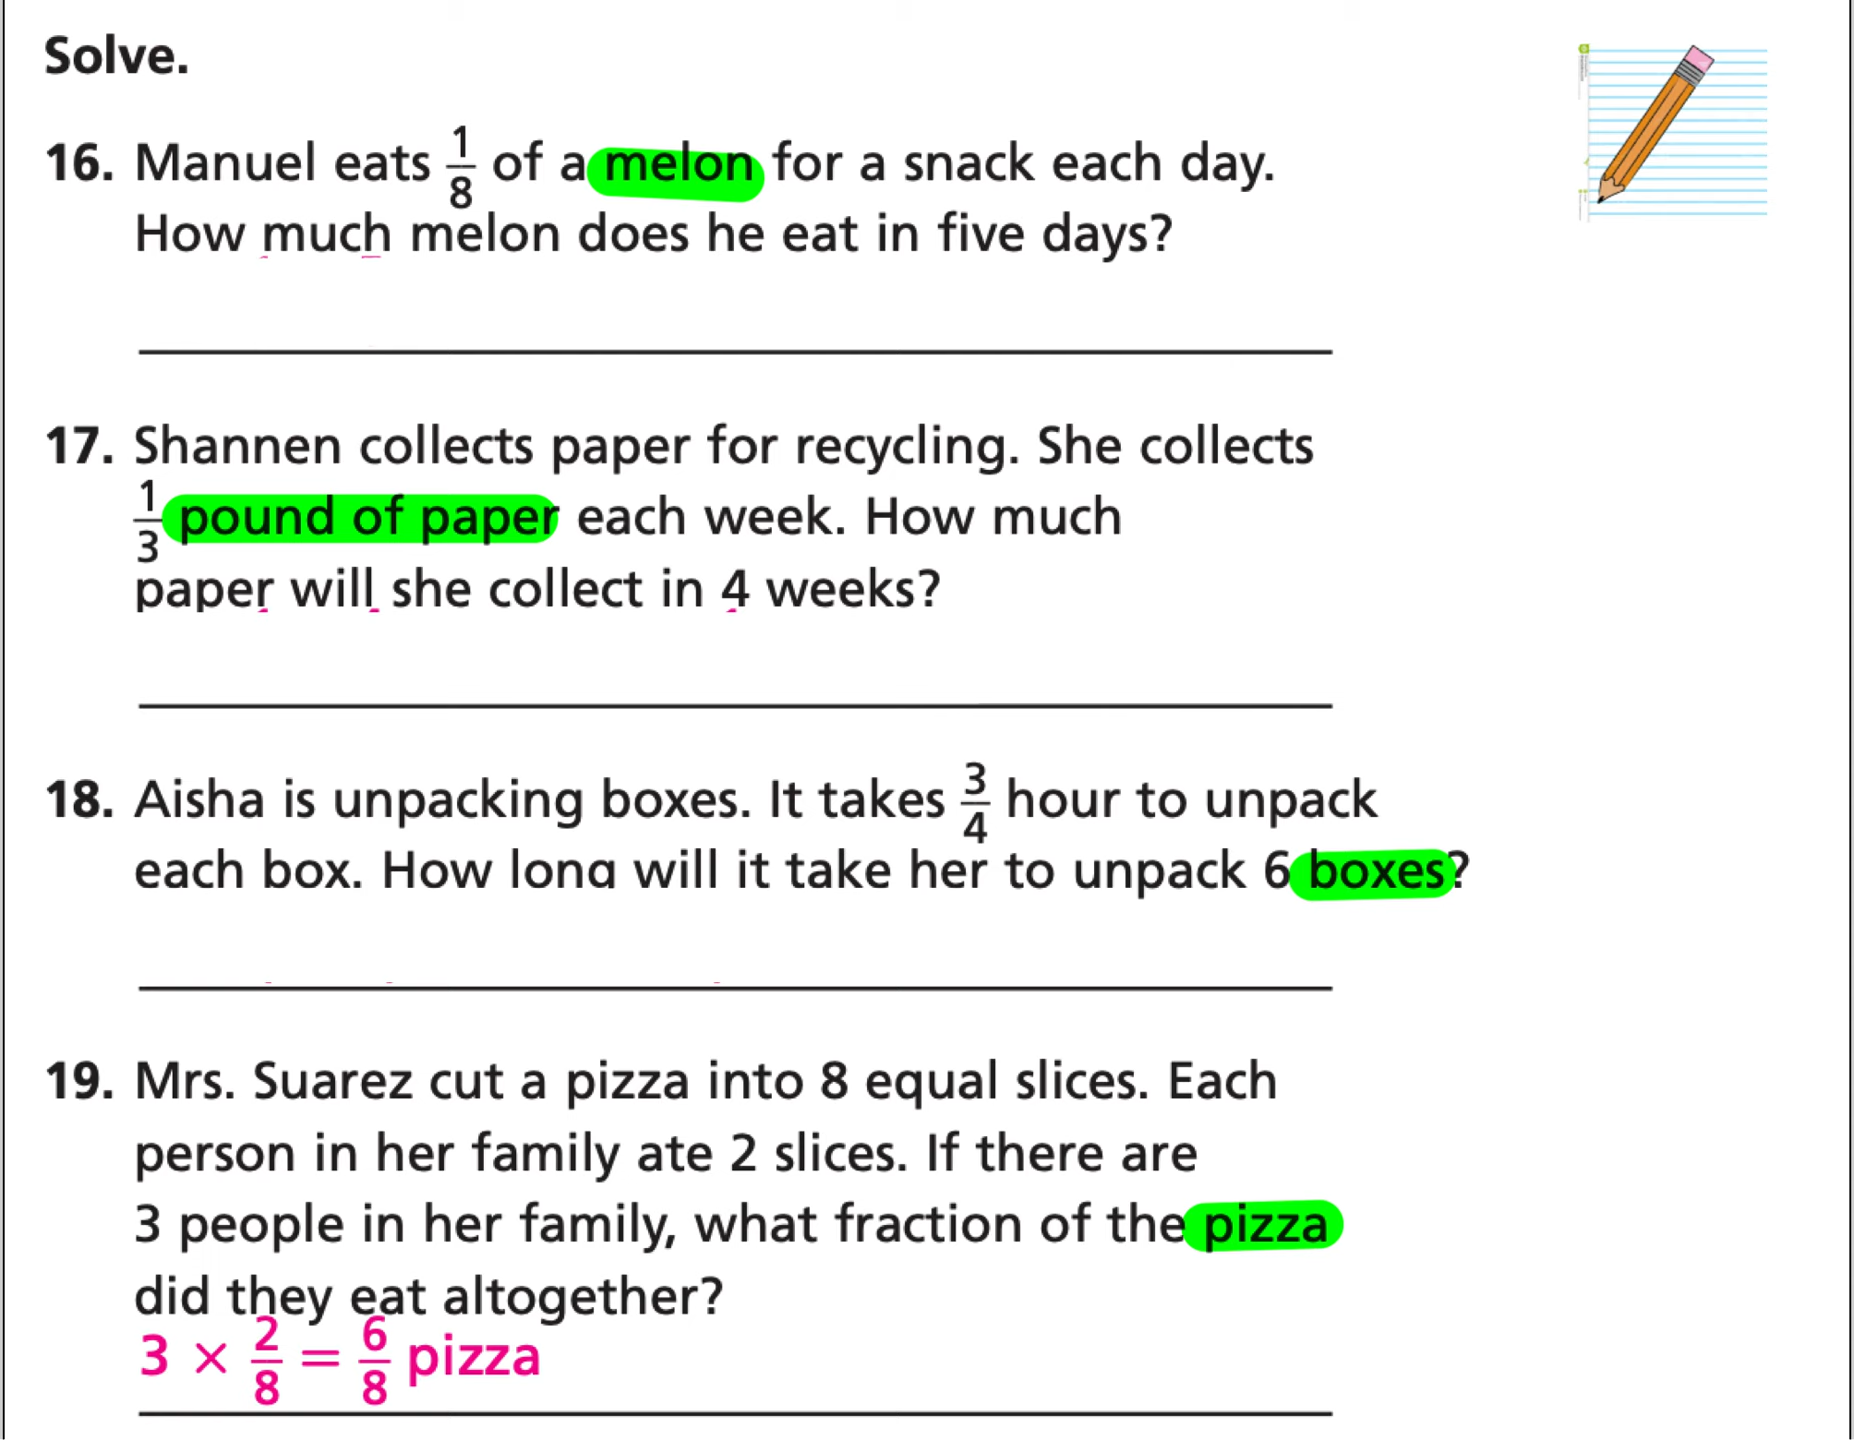 Solve.
16. Manuel eats 1/8 of a melon for a snack each day.
How much melon does he eat in five days?
17. Shannen collects paper for recycling. She collects
1/3 pound of paper each week. How much
paper will she collect in 4 weeks?
18. Aisha is unpacking boxes. It takes 3/4 hour to unpack
each box. How long will it take her to unpack 6 boxes?
19. Mrs. Suarez cut a pizza into 8 equal slices. Each
person in her family ate 2 slices. If there are
3 people in her family, what fraction of the pizza
did they eat altogether?
3 × 2/8 = 6/8 pizza